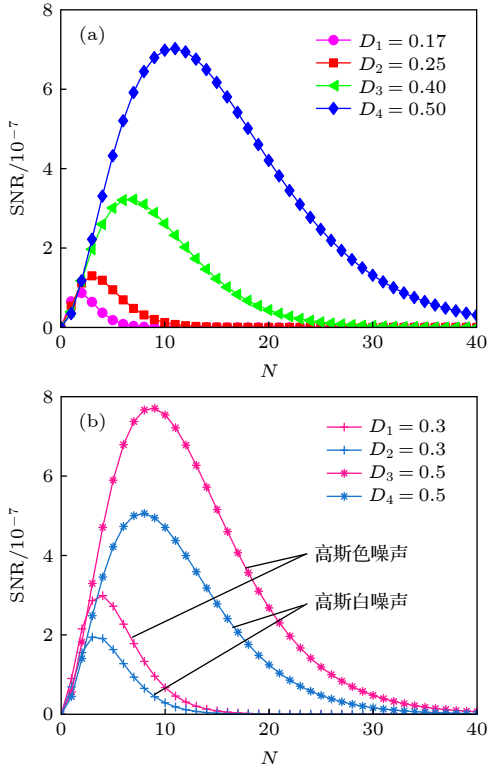 (a)
D₁ = 0.17
D₂ = 0.25
D₃ = 0.40
D₄ = 0.50
SNR/10⁻⁷
8
6
4
2
0
0 10 20 30 40
N
(b)
D₁ = 0.3
D₂ = 0.3
D₃ = 0.5
D₄ = 0.5
SNR/10⁻⁷
8
6
4
2
0
高斯色噪声
高斯白噪声
0 10 20 30 40
N